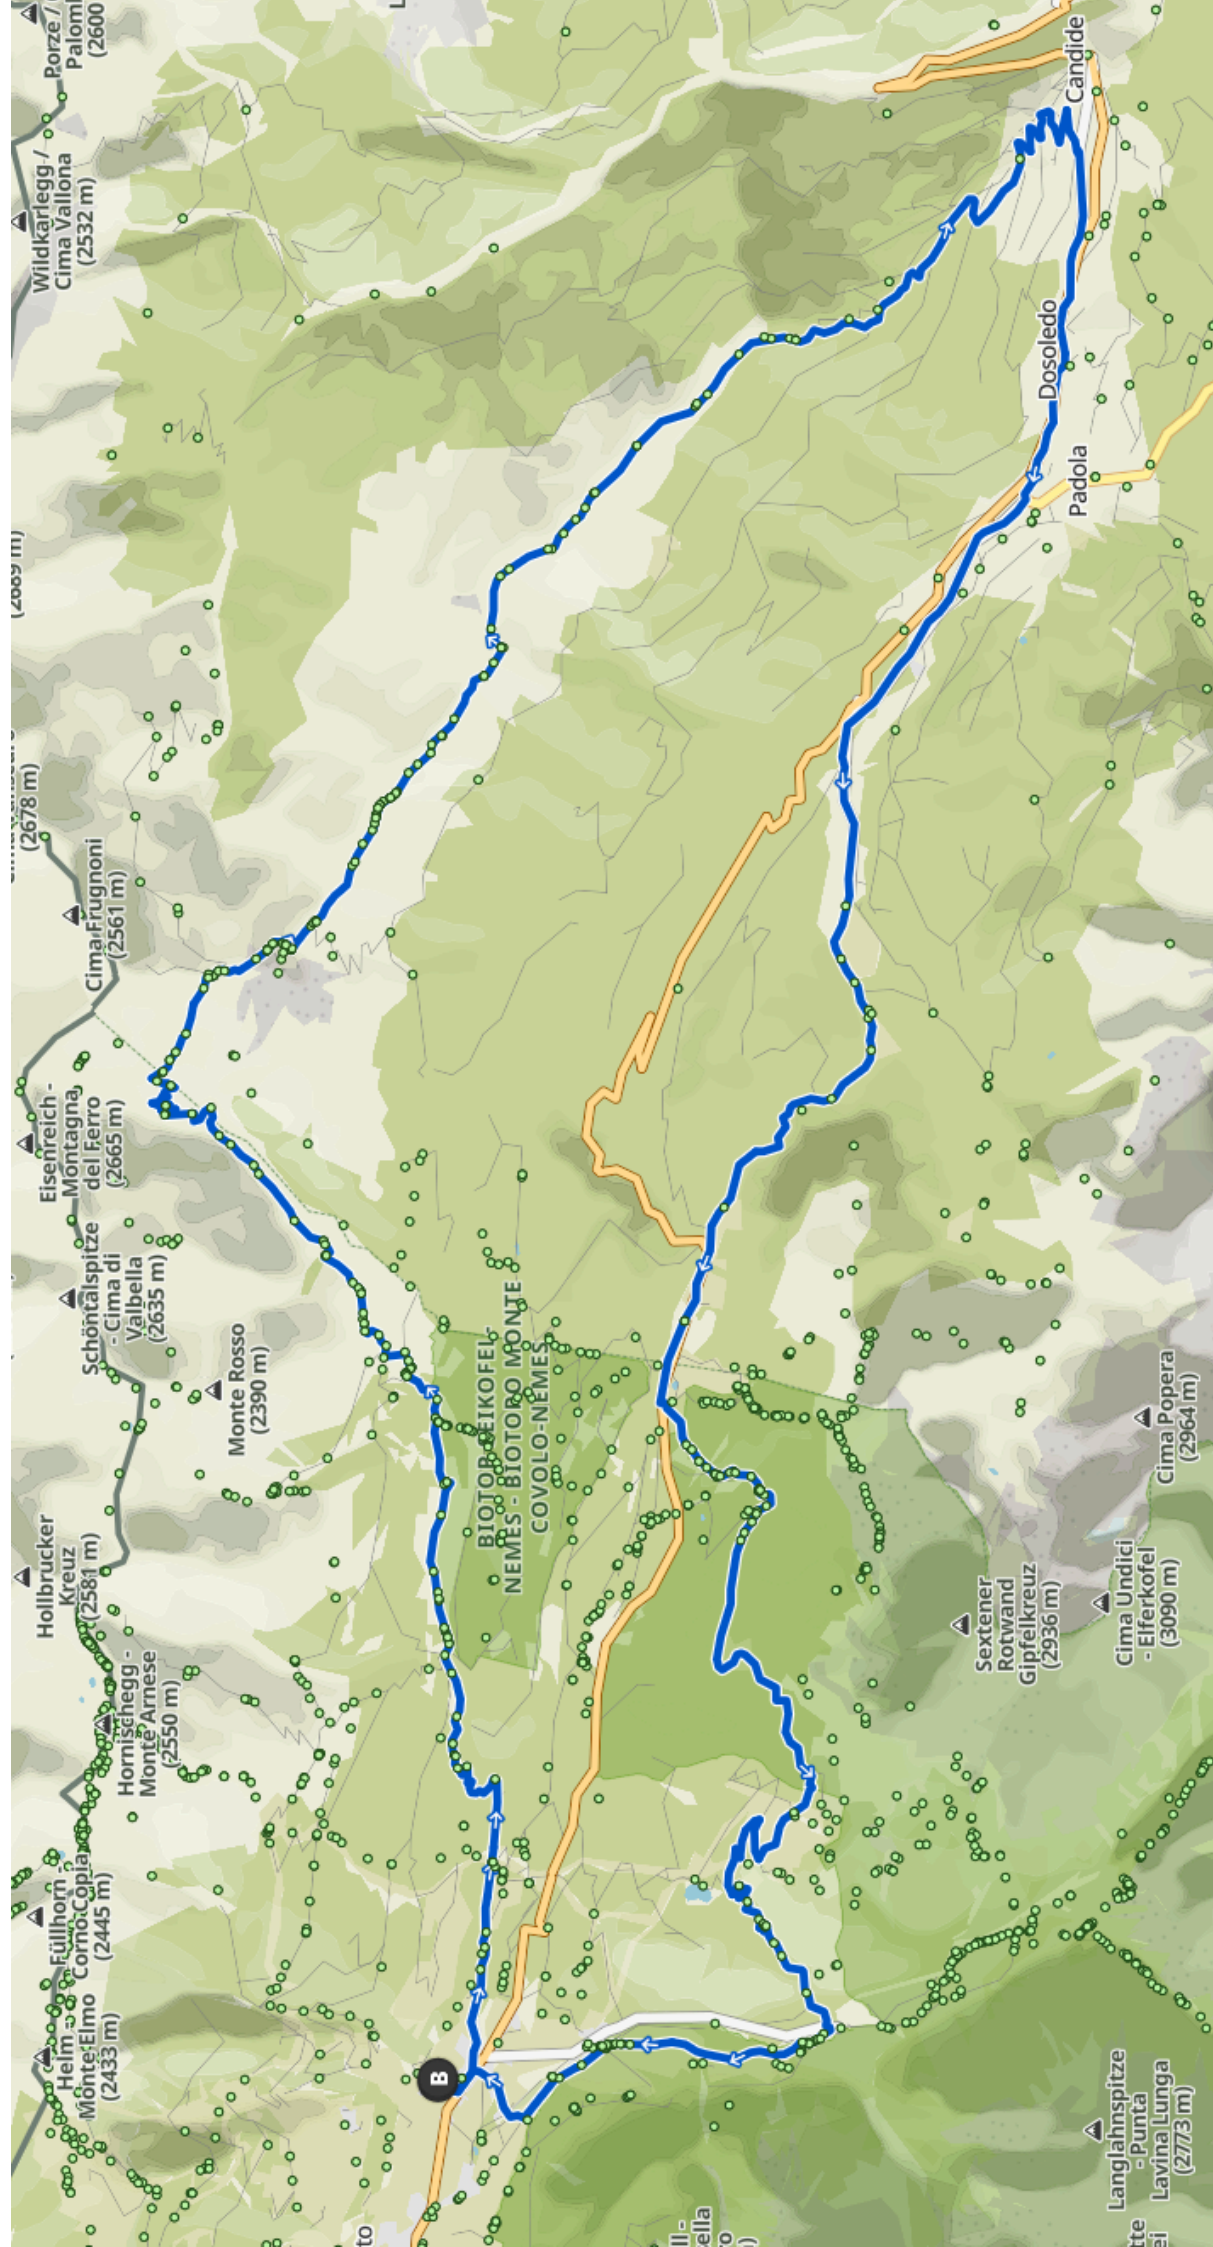 Helm -
Monte Elmo
(2433 m)
Füllhorn -
Corno Copia
(2445 m)
Hornischegg -
Monte Arnese
(2550 m)
Hollbrucker
Kreuz
(2581 m)
Schöntalspitze
- Cima di
Valbella
(2635 m)
Eisenreich -
Montagna
del Ferro
(2665 m)
Cima Frugnoni
(2561 m)
(2678 m)
(2689 m)
Wildkarlegg /
Cima Vallona
(2532 m)
Porze /
Palomb
(2600
Monte Rosso
(2390 m)
B
BIOTOP SEIKOFEL-
NEMES - BIOTOPO MONTE
COVOLO-NEMES
Dosoledo
Padola
Candide
Sextener
Rotwand
Gipfelkreuz
(2936 m)
Cima Undici
- Elferkofel
(3090 m)
Cima Popera
(2964 m)
Langlahnspitze
- Punta
Lavina Lunga
(2773 m)